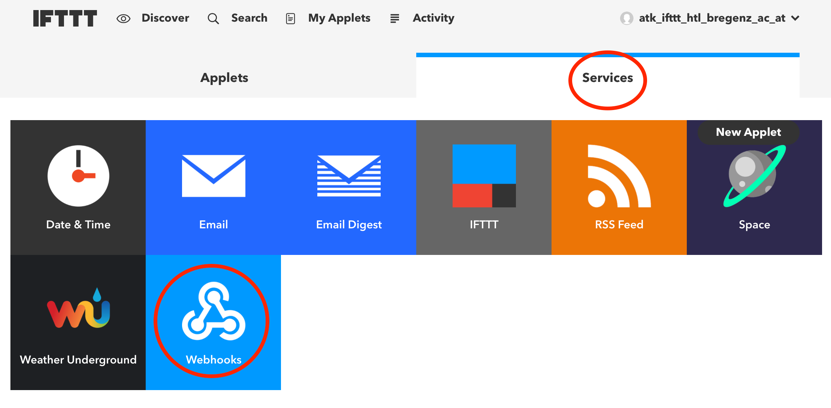 IFTTT Discover Search My Applets Activity atk_ifttt_htl_bregenz_ac_at
Applets Services
New Applet
Date & Time Email Email Digest IFTTT RSS Feed Space
WU
Weather Underground Webhooks